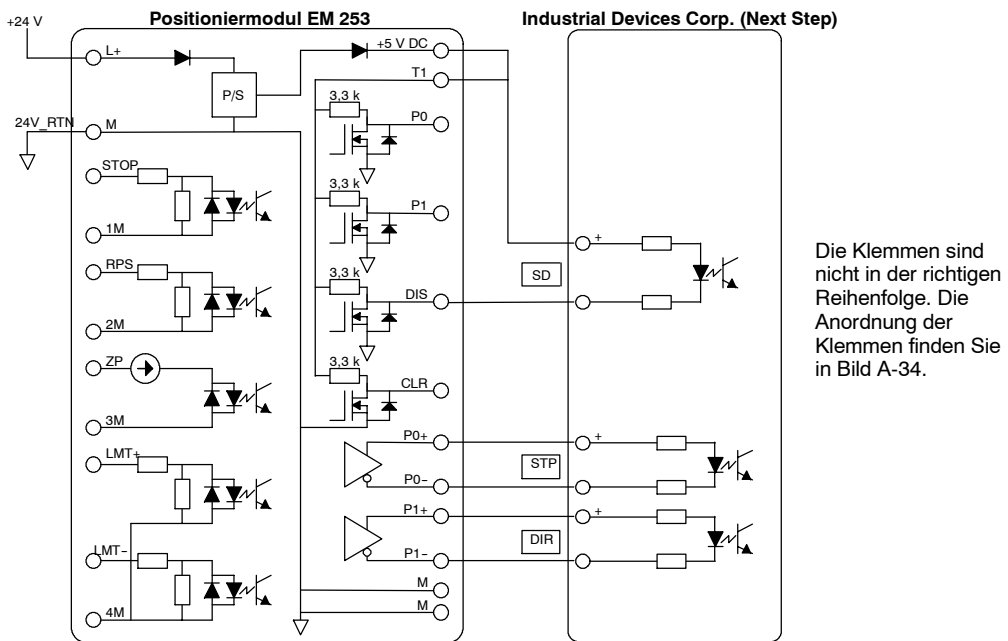 Positioniermodul EM 253
Industrial Devices Corp. (Next Step)
+24 V
L+
+5 V DC
T1
P/S
3,3 k
P0
24V_RTN
M
STOP
1M
3,3 k
P1
RPS
2M
3,3 k
DIS
+
SD
ZP
3M
3,3 k
CLR
LMT+
P0+
+
STP
P0−
P1+
+
DIR
P1−
LMT−
4M
M
M
Die Klemmen sind
nicht in der richtigen
Reihenfolge. Die
Anordnung der
Klemmen finden Sie
in Bild A-34.